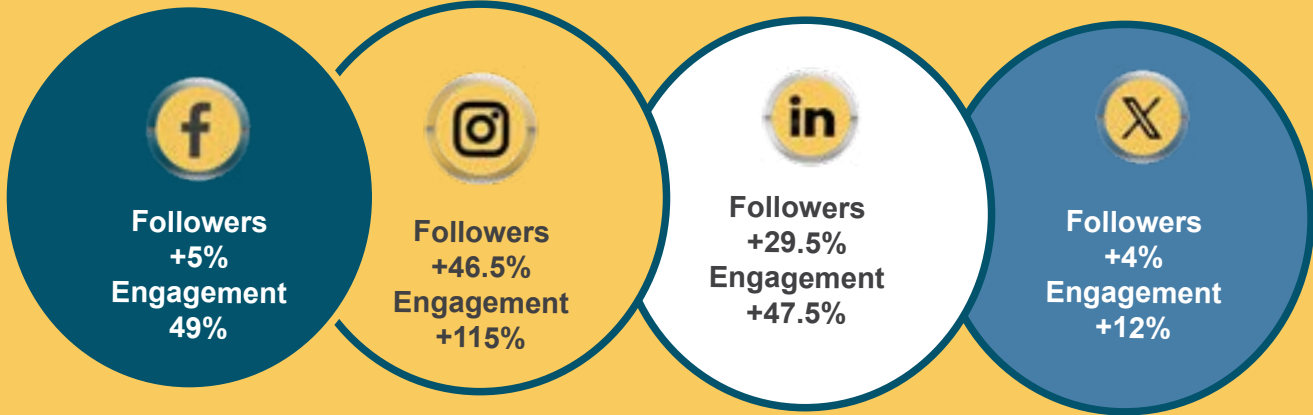 f
Followers
+5%
Engagement
49%
Followers
+46.5%
Engagement
+115%
in
Followers
+29.5%
Engagement
+47.5%
X
Followers
+4%
Engagement
+12%